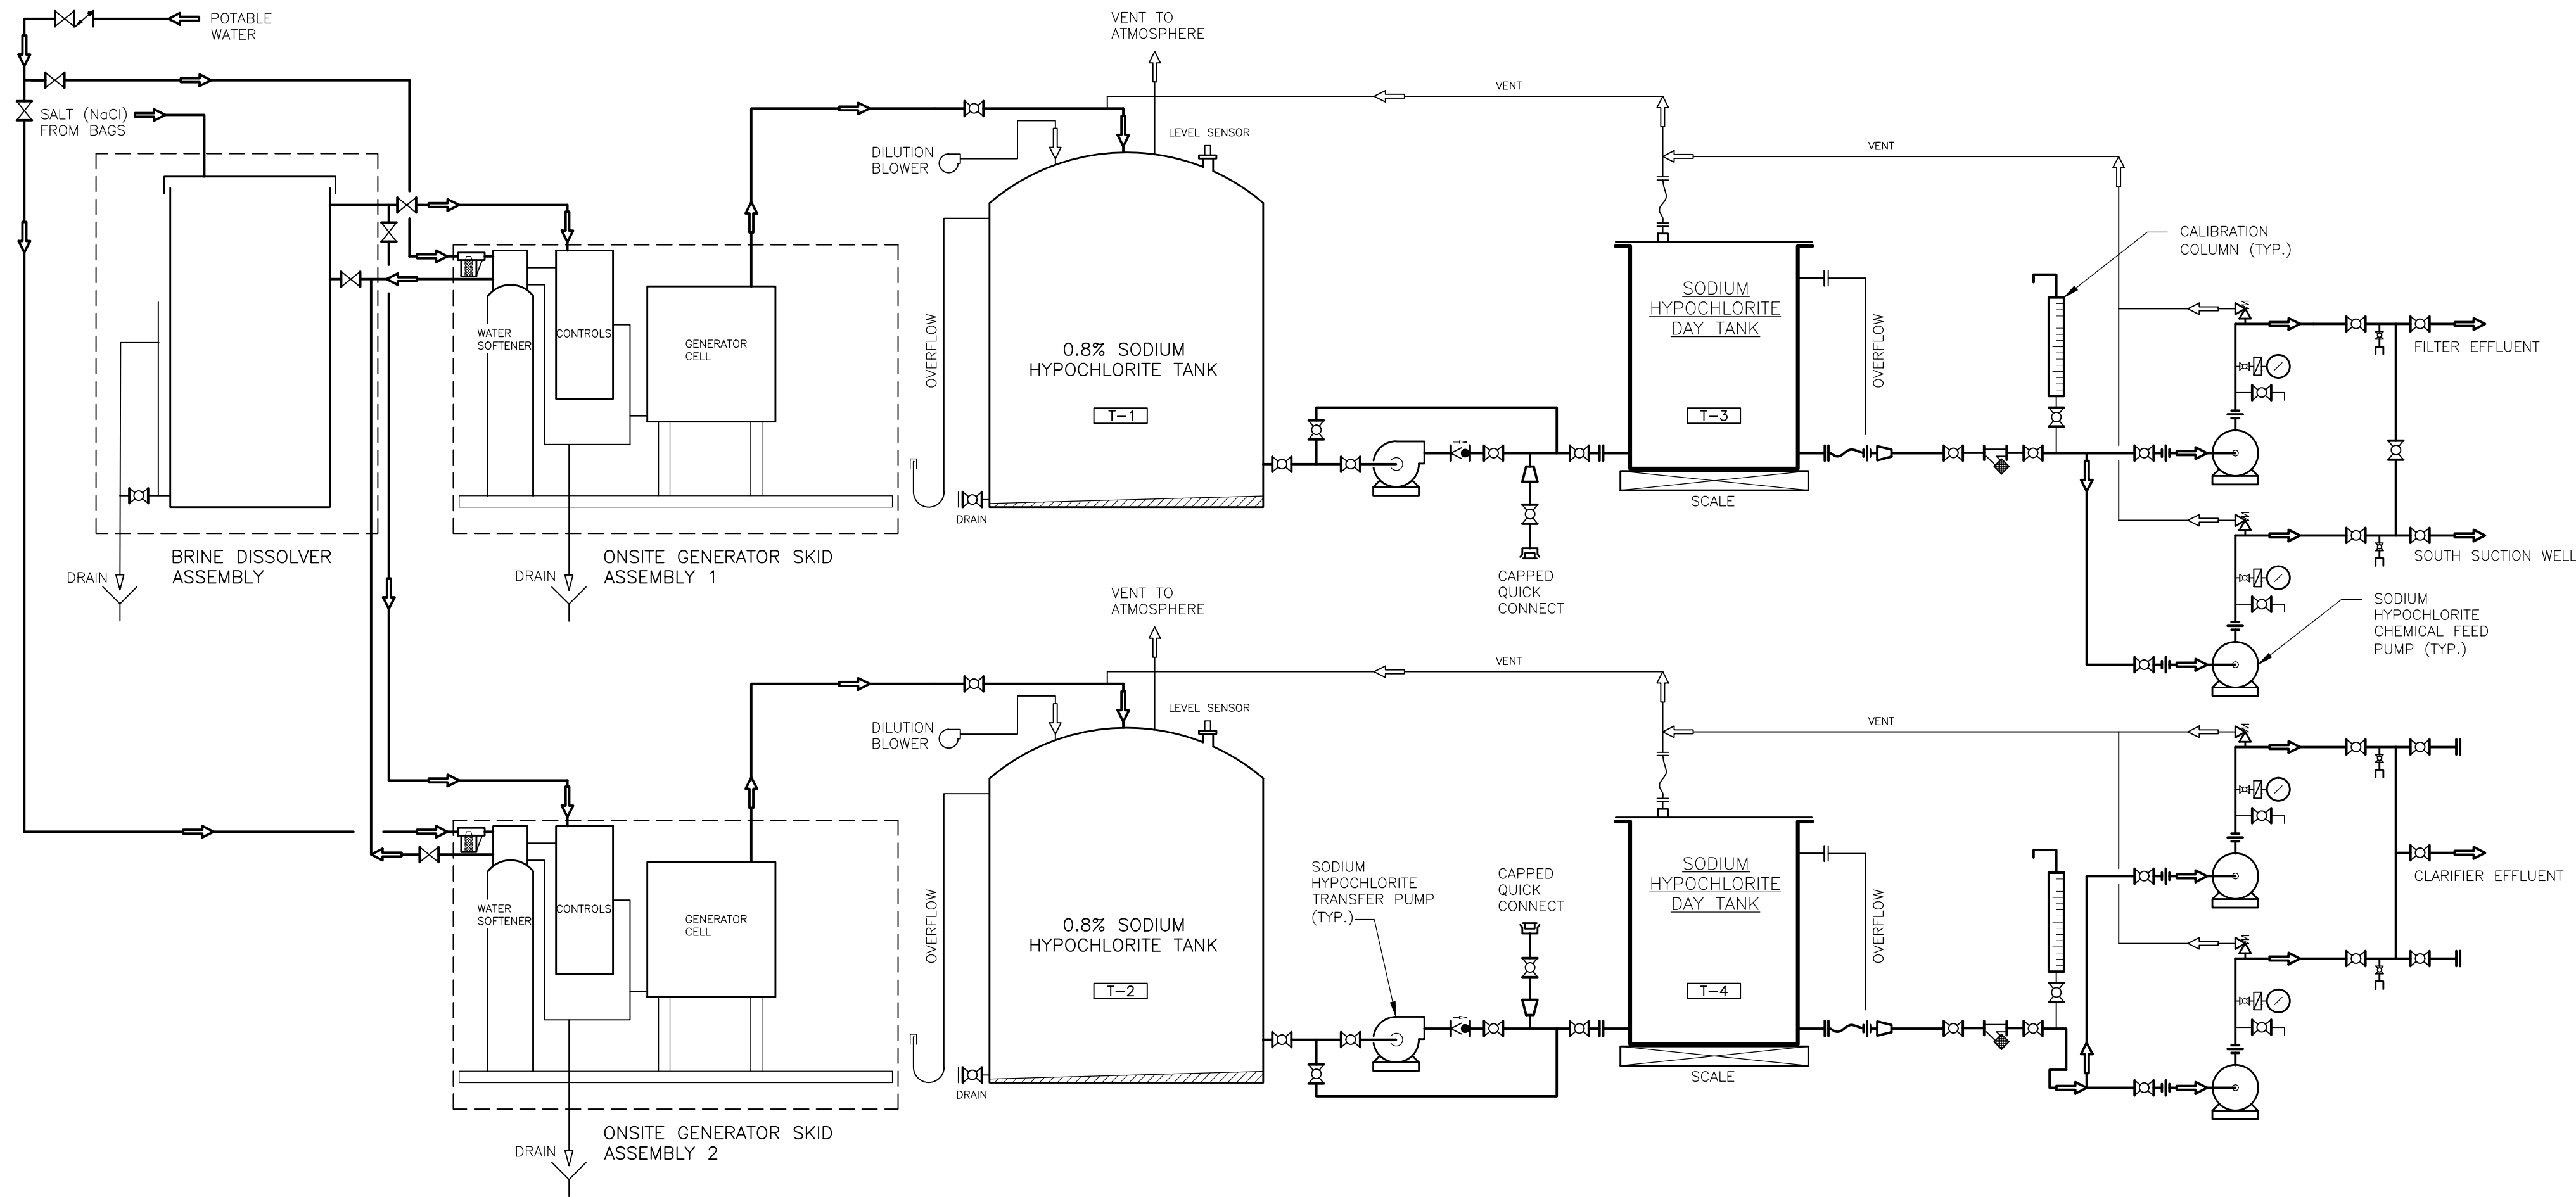 POTABLE
WATER
SALT (NaCl)
FROM BAGS
BRINE DISSOLVER
ASSEMBLY
DRAIN
WATER
SOFTENER
CONTROLS
GENERATOR
CELL
ONSITE GENERATOR SKID
ASSEMBLY 1
DRAIN
VENT TO
ATMOSPHERE
DILUTION
BLOWER
LEVEL SENSOR
OVERFLOW
0.8% SODIUM
HYPOCHLORITE TANK
T-1
DRAIN
VENT
VENT
SODIUM
HYPOCHLORITE
DAY TANK
T-3
SCALE
OVERFLOW
CAPPED
QUICK
CONNECT
CALIBRATION
COLUMN (TYP.)
FILTER EFFLUENT
SOUTH SUCTION WELL
SODIUM
HYPOCHLORITE
CHEMICAL FEED
PUMP (TYP.)
WATER
SOFTENER
CONTROLS
GENERATOR
CELL
ONSITE GENERATOR SKID
ASSEMBLY 2
DRAIN
VENT TO
ATMOSPHERE
DILUTION
BLOWER
LEVEL SENSOR
OVERFLOW
0.8% SODIUM
HYPOCHLORITE TANK
T-2
DRAIN
VENT
VENT
SODIUM
HYPOCHLORITE
TRANSFER PUMP
(TYP.)
CAPPED
QUICK
CONNECT
SODIUM
HYPOCHLORITE
DAY TANK
T-4
SCALE
OVERFLOW
CLARIFIER EFFLUENT